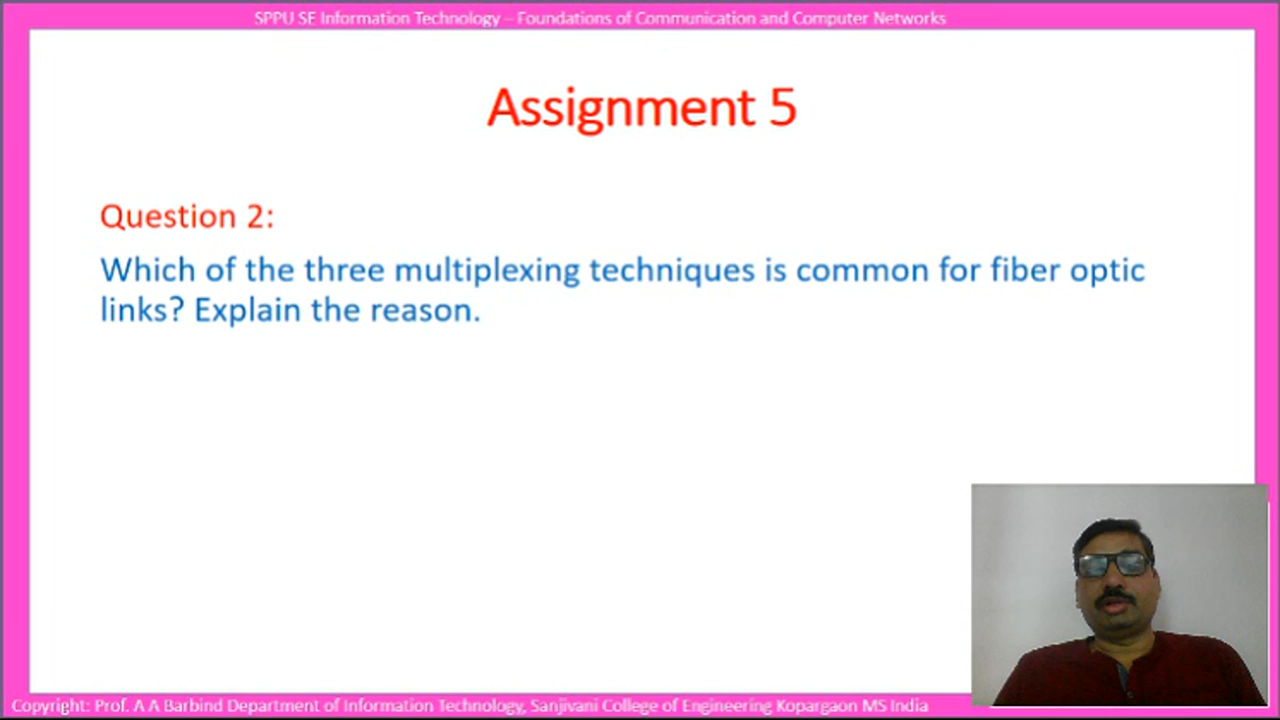 SPPU SE Information Technology – Foundations of Communication and Computer Networks
Assignment 5
Question 2:
Which of the three multiplexing techniques is common for fiber optic
links? Explain the reason.
Copyright: Prof. A A Barbind Department of Information Technology, Sanjivani College of Engineering Kopargaon MS India